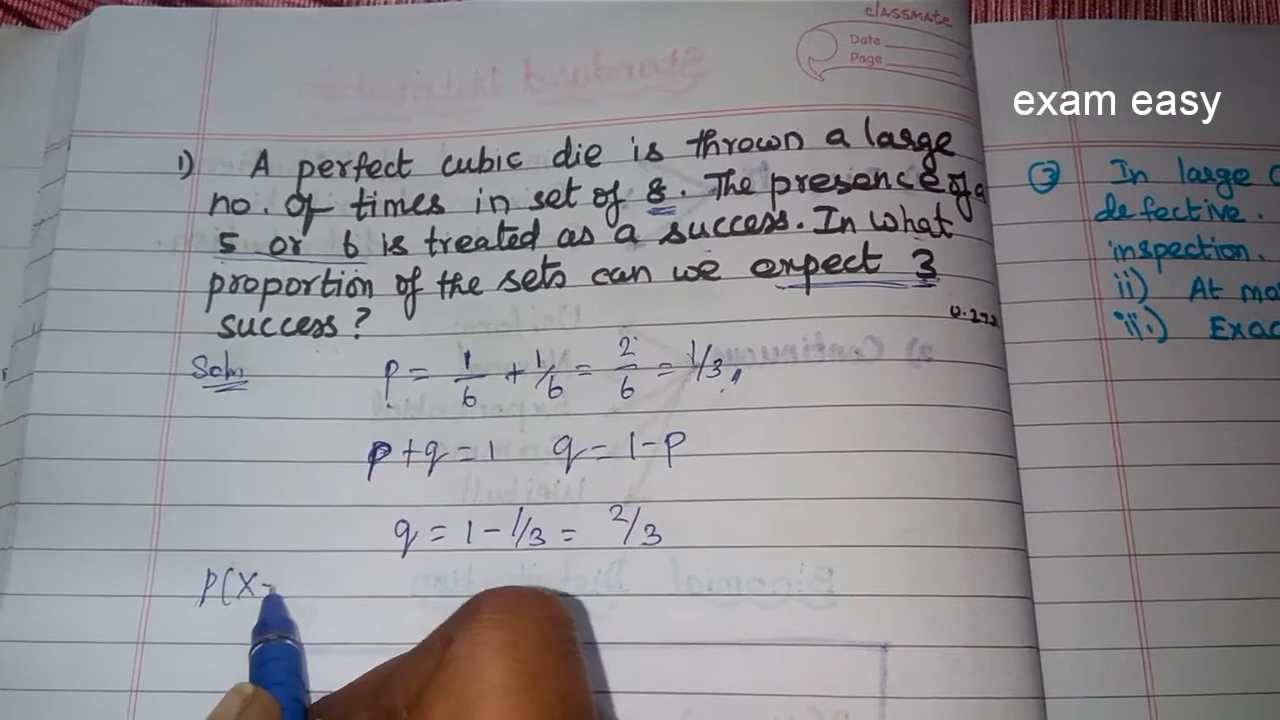 classmate
Date
Page
exam easy
1) A perfect cubic die is thrown a large
no. of times in set of 8. The presence of a
5 or 6 is treated as a success. In what
proportion of the sets can we expect 3
success?
Soln
p = 1/6 + 1/6 = 2/6 = 1/3
p + q = 1 q = 1 - p
q = 1 - 1/3 = 2/3
P(X
3 In large
defective.
inspection.
ii) At mo
iii)